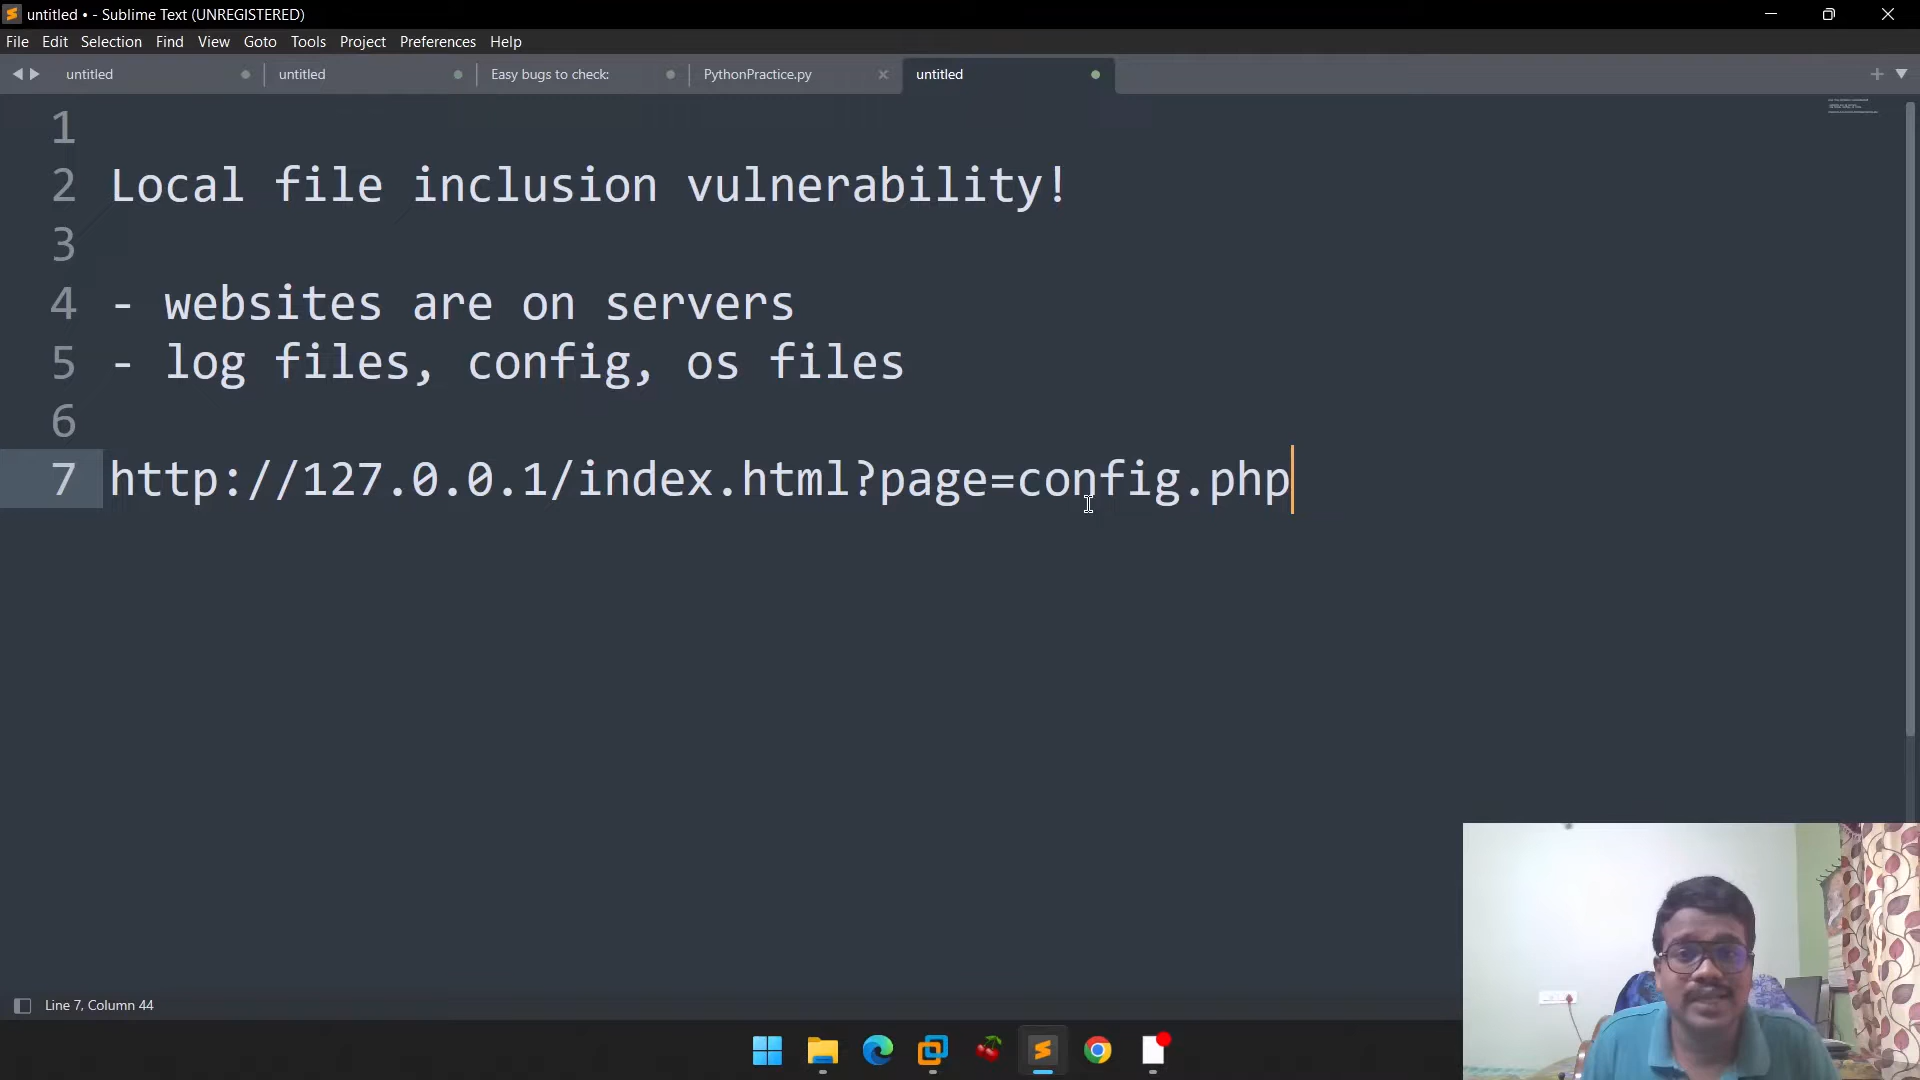 untitled • - Sublime Text (UNREGISTERED)
File Edit Selection Find View Goto Tools Project Preferences Help
untitled untitled Easy bugs to check: PythonPractice.py untitled
1
2 Local file inclusion vulnerability!
3
4 - websites are on servers
5 - log files, config, os files
6
7 http://127.0.0.1/index.html?page=config.php
Line 7, Column 44